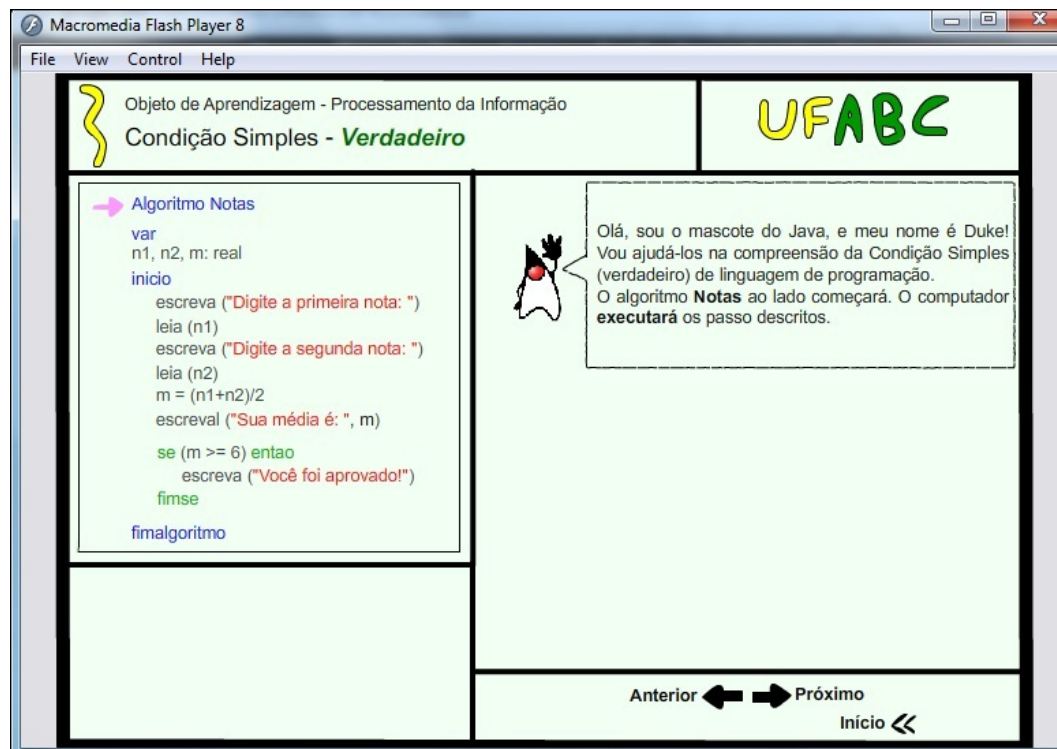 Macromedia Flash Player 8
File View Control Help
Objeto de Aprendizagem - Processamento da Informação
Condição Simples - Verdadeiro
UFABC
Algoritmo Notas
var
n1, n2, m: real
inicio
escreva ("Digite a primeira nota: ")
leia (n1)
escreva ("Digite a segunda nota: ")
leia (n2)
m = (n1+n2)/2
escreval ("Sua média é: ", m)
se (m >= 6) entao
escreva ("Você foi aprovado!")
fimse
fimalgoritmo
Olá, sou o mascote do Java, e meu nome é Duke!
Vou ajudá-los na compreensão da Condição Simples
(verdadeiro) de linguagem de programação.
O algoritmo Notas ao lado começará. O computador
executará os passo descritos.
Anterior Próximo
Início